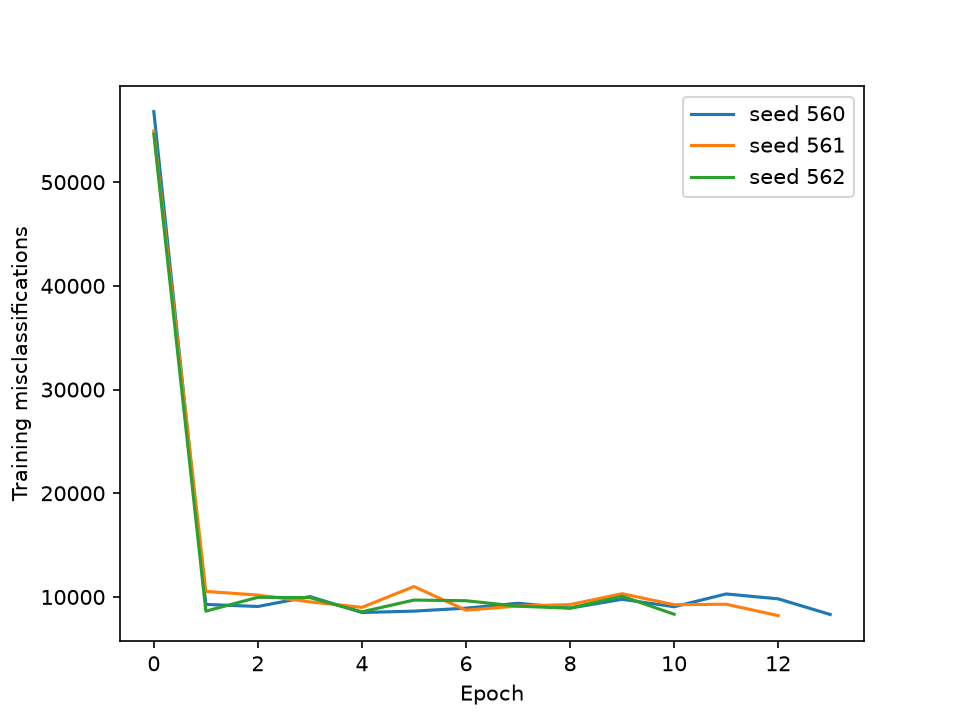 seed 560
seed 561
seed 562
50000
40000
30000
20000
10000
Training misclassifications
0 2 4 6 8 10 12
Epoch